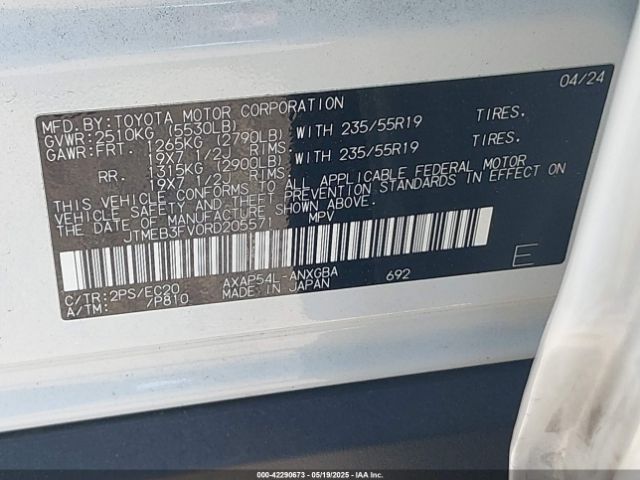 04/24
MFD. BY: TOYOTA MOTOR CORPORATION
GVWR: 2510KG (5530LB)
GAWR: FRT. 1265KG (2790LB) WITH 235/55R19 TIRES,
19X7 1/2J RIMS,
RR. 1315KG (2900LB) WITH 235/55R19 TIRES,
19X7 1/2J RIMS,
THIS VEHICLE CONFORMS TO ALL APPLICABLE FEDERAL MOTOR
VEHICLE SAFETY AND THEFT PREVENTION STANDARDS IN EFFECT ON
THE DATE OF MANUFACTURE SHOWN ABOVE.
JTMEB3FV0RD205571 MPV
E
C/TR: 2PS/EC20 AXAP54L-ANXGBA 692
A/TM: /P810 MADE IN JAPAN
000-42290673 - 05/19/2025 - IAAI.COM